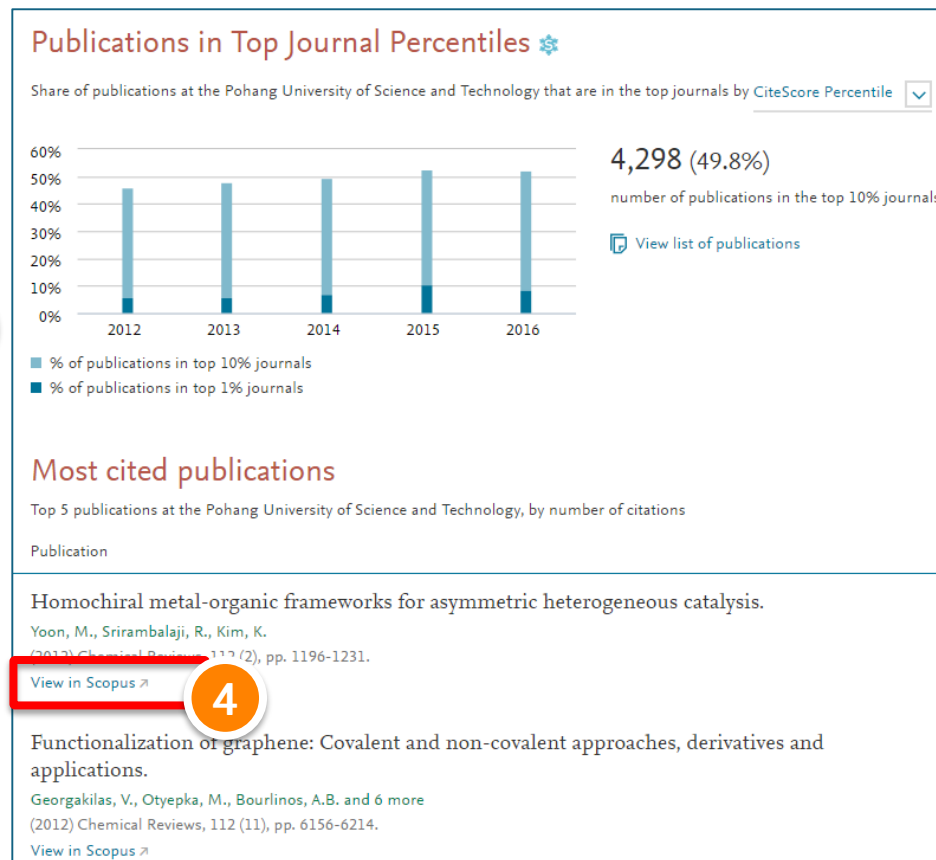 Publications in Top Journal Percentiles
Share of publications at the Pohang University of Science and Technology that are in the top journals by CiteScore Percentile
60%
50%
40%
30%
20%
10%
0%
2012 2013 2014 2015 2016
4,298 (49.8%)
number of publications in the top 10% journals
View list of publications
% of publications in top 10% journals
% of publications in top 1% journals
Most cited publications
Top 5 publications at the Pohang University of Science and Technology, by number of citations
Publication
Homochiral metal-organic frameworks for asymmetric heterogeneous catalysis.
Yoon, M., Srirambalaji, R., Kim, K.
(2012) Chemical Reviews, 112 (2), pp. 1196-1231.
View in Scopus
4
Functionalization of graphene: Covalent and non-covalent approaches, derivatives and
applications.
Georgakilas, V., Otyepka, M., Bourlinos, A.B. and 6 more
(2012) Chemical Reviews, 112 (11), pp. 6156-6214.
View in Scopus